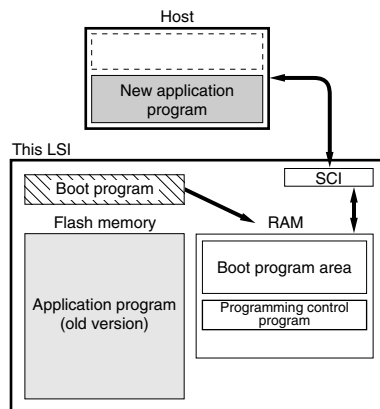 Host
New application
program
This LSI
SCI
Boot program
Flash memory
RAM
Boot program area
Application program
(old version)
Programming control
program